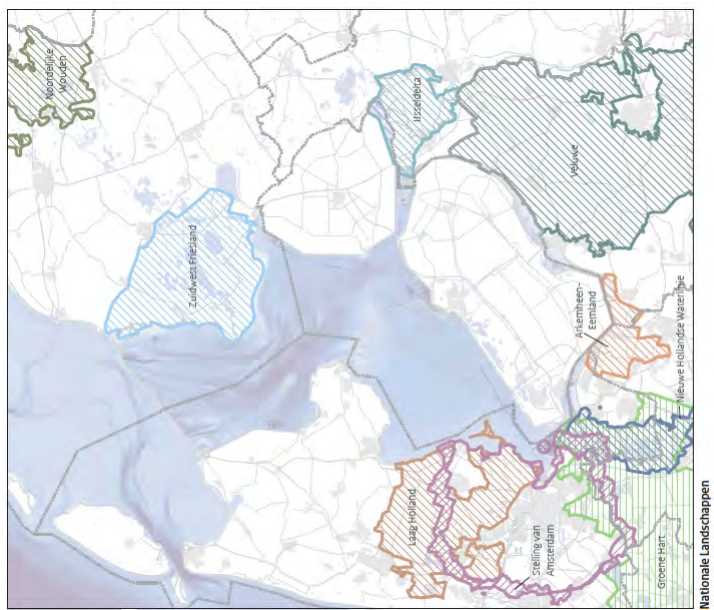 Noordelijke
Wouden
Zuidwest Friesland
IJsseldelta
Veluwe
Arkemheen-
Eemland
Nieuwe Hollandse Waterlinie
Laag Holland
Stelling van
Amsterdam
Groene Hart
Nationale Landschappen